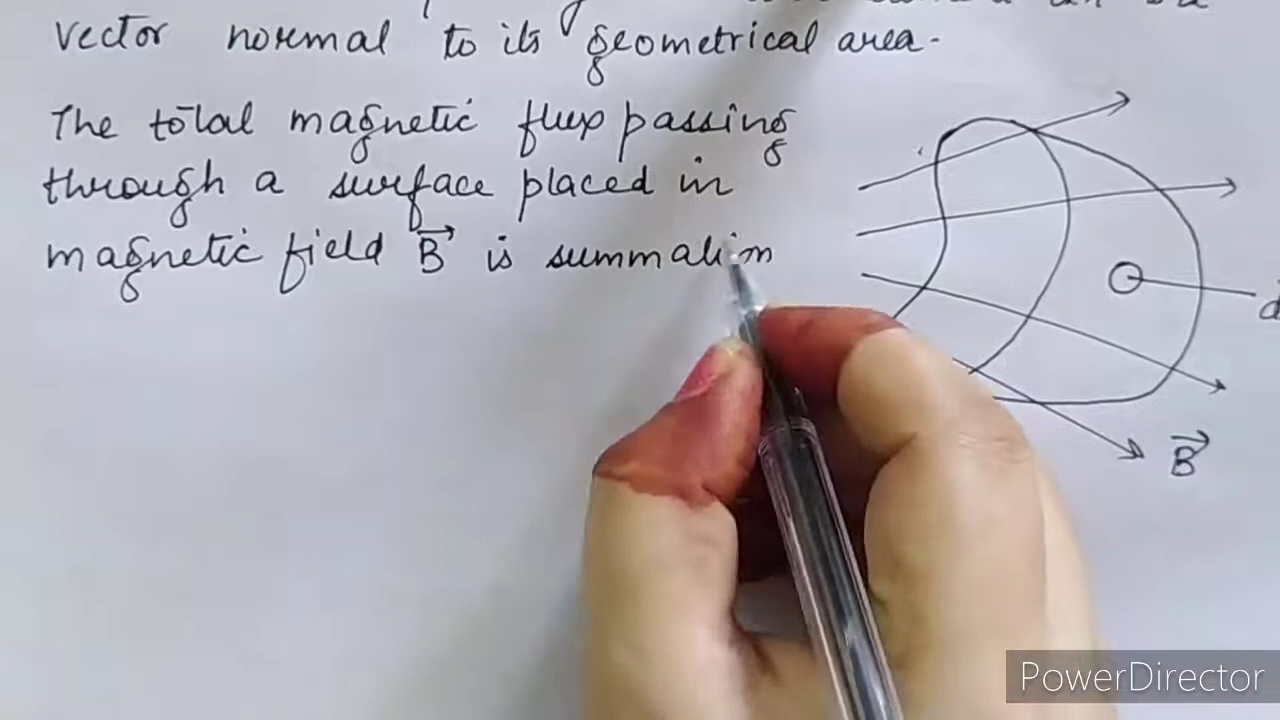 vector normal to its geometrical area.
The total magnetic flux passing
through a surface placed in
magnetic field B→ is summation
d
B→
PowerDirector